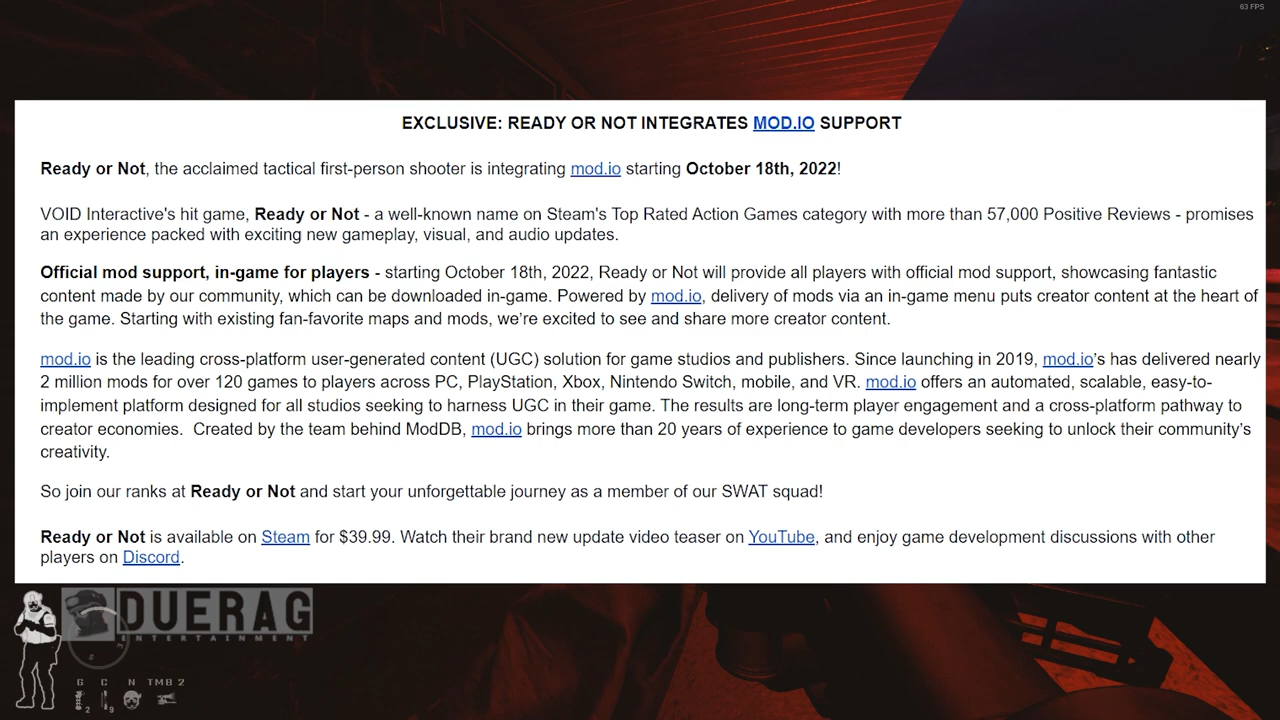 63 FPS
EXCLUSIVE: READY OR NOT INTEGRATES MOD.IO SUPPORT
Ready or Not, the acclaimed tactical first-person shooter is integrating mod.io starting October 18th, 2022!
VOID Interactive's hit game, Ready or Not - a well-known name on Steam's Top Rated Action Games category with more than 57,000 Positive Reviews - promises
an experience packed with exciting new gameplay, visual, and audio updates.
Official mod support, in-game for players - starting October 18th, 2022, Ready or Not will provide all players with official mod support, showcasing fantastic
content made by our community, which can be downloaded in-game. Powered by mod.io, delivery of mods via an in-game menu puts creator content at the heart of
the game. Starting with existing fan-favorite maps and mods, we're excited to see and share more creator content.
mod.io is the leading cross-platform user-generated content (UGC) solution for game studios and publishers. Since launching in 2019, mod.io's has delivered nearly
2 million mods for over 120 games to players across PC, PlayStation, Xbox, Nintendo Switch, mobile, and VR. mod.io offers an automated, scalable, easy-to-
implement platform designed for all studios seeking to harness UGC in their game. The results are long-term player engagement and a cross-platform pathway to
creator economies.  Created by the team behind ModDB, mod.io brings more than 20 years of experience to game developers seeking to unlock their community's
creativity.
So join our ranks at Ready or Not and start your unforgettable journey as a member of our SWAT squad!
Ready or Not is available on Steam for $39.99. Watch their brand new update video teaser on YouTube, and enjoy game development discussions with other
players on Discord.
DUERAG
ENTERTAINMENT
E
S
G C N TMB 2
2 9